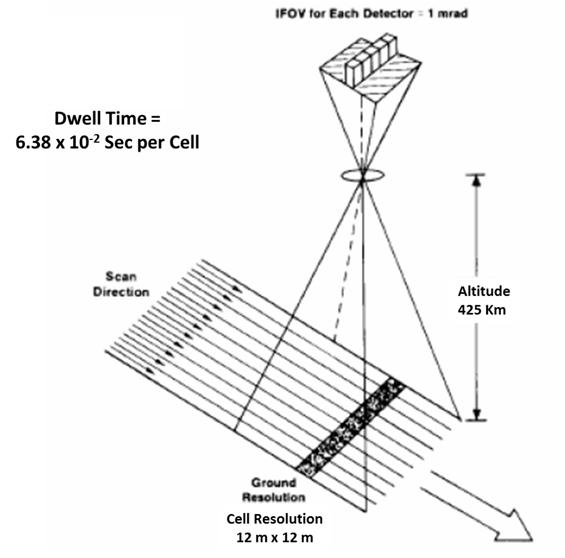 IFOV for Each Detector = 1 mrad
Dwell Time =
6.38 x 10⁻² Sec per Cell
Scan
Direction
Altitude
425 Km
Ground
Resolution
Cell Resolution
12 m x 12 m